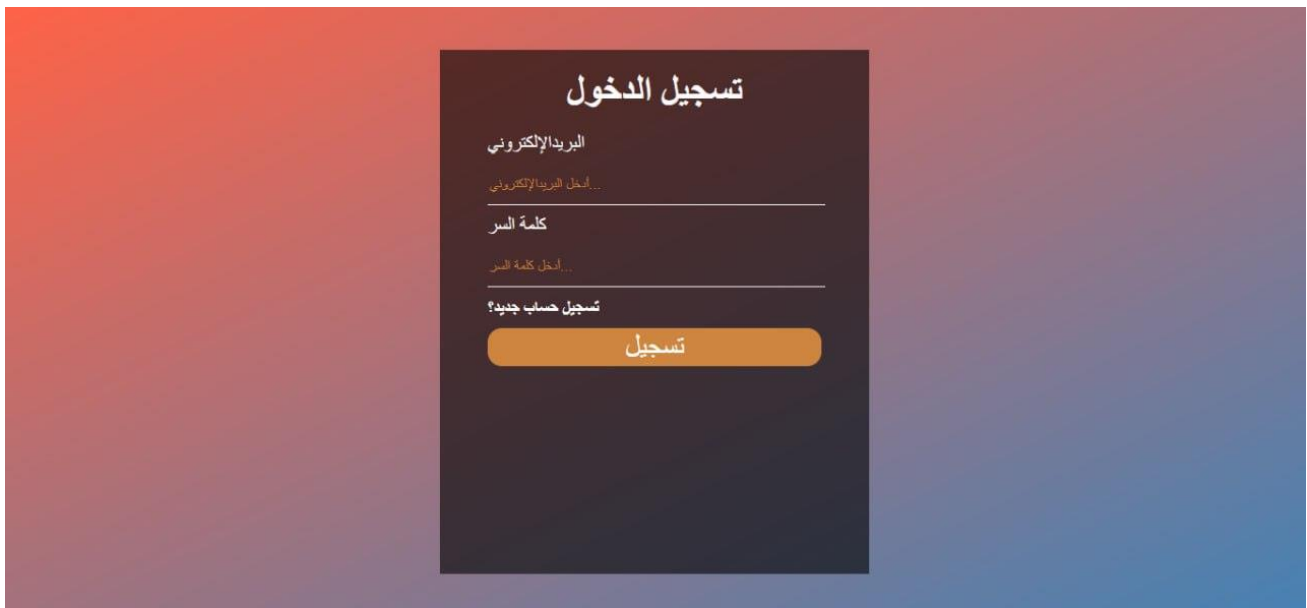 تسجيل الدخول
البريدالإلكتروني
أدخل البريدالإلكتروني...
كلمة السر
أدخل كلمة السر...
تسجيل حساب جديد؟
تسجيل